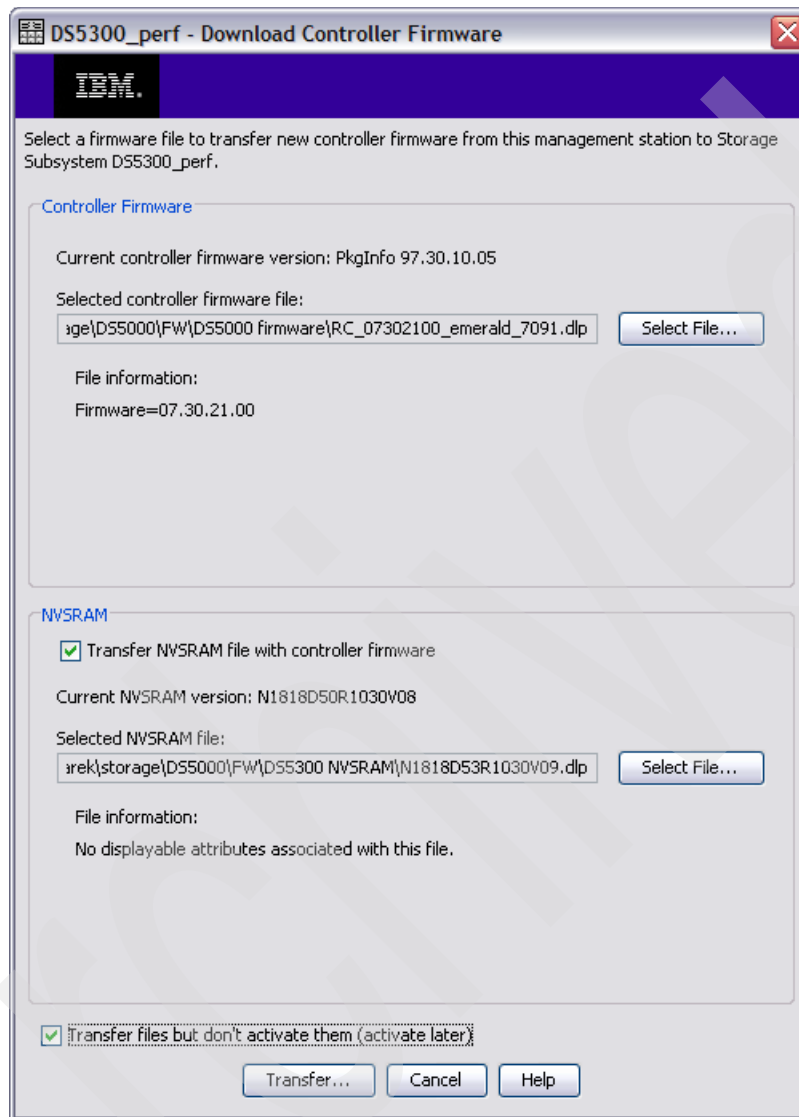 DS5300_perf - Download Controller Firmware
IBM.
Select a firmware file to transfer new controller firmware from this management station to Storage
Subsystem DS5300_perf.
Controller Firmware
Current controller firmware version: PkgInfo 97.30.10.05
Selected controller firmware file:
age\DS5000\FW\DS5000 firmware\RC_07302100_emerald_7091.dlp
Select File...
File information:
Firmware=07.30.21.00
NVSRAM
Transfer NVSRAM file with controller firmware
Current NVSRAM version: N1818D50R1030V08
Selected NVSRAM file:
arek\storage\DS5000\FW\DS5300 NVSRAM\N1818D53R1030V09.dlp
Select File...
File information:
No displayable attributes associated with this file.
Transfer files but don't activate them (activate later)
Transfer...
Cancel
Help